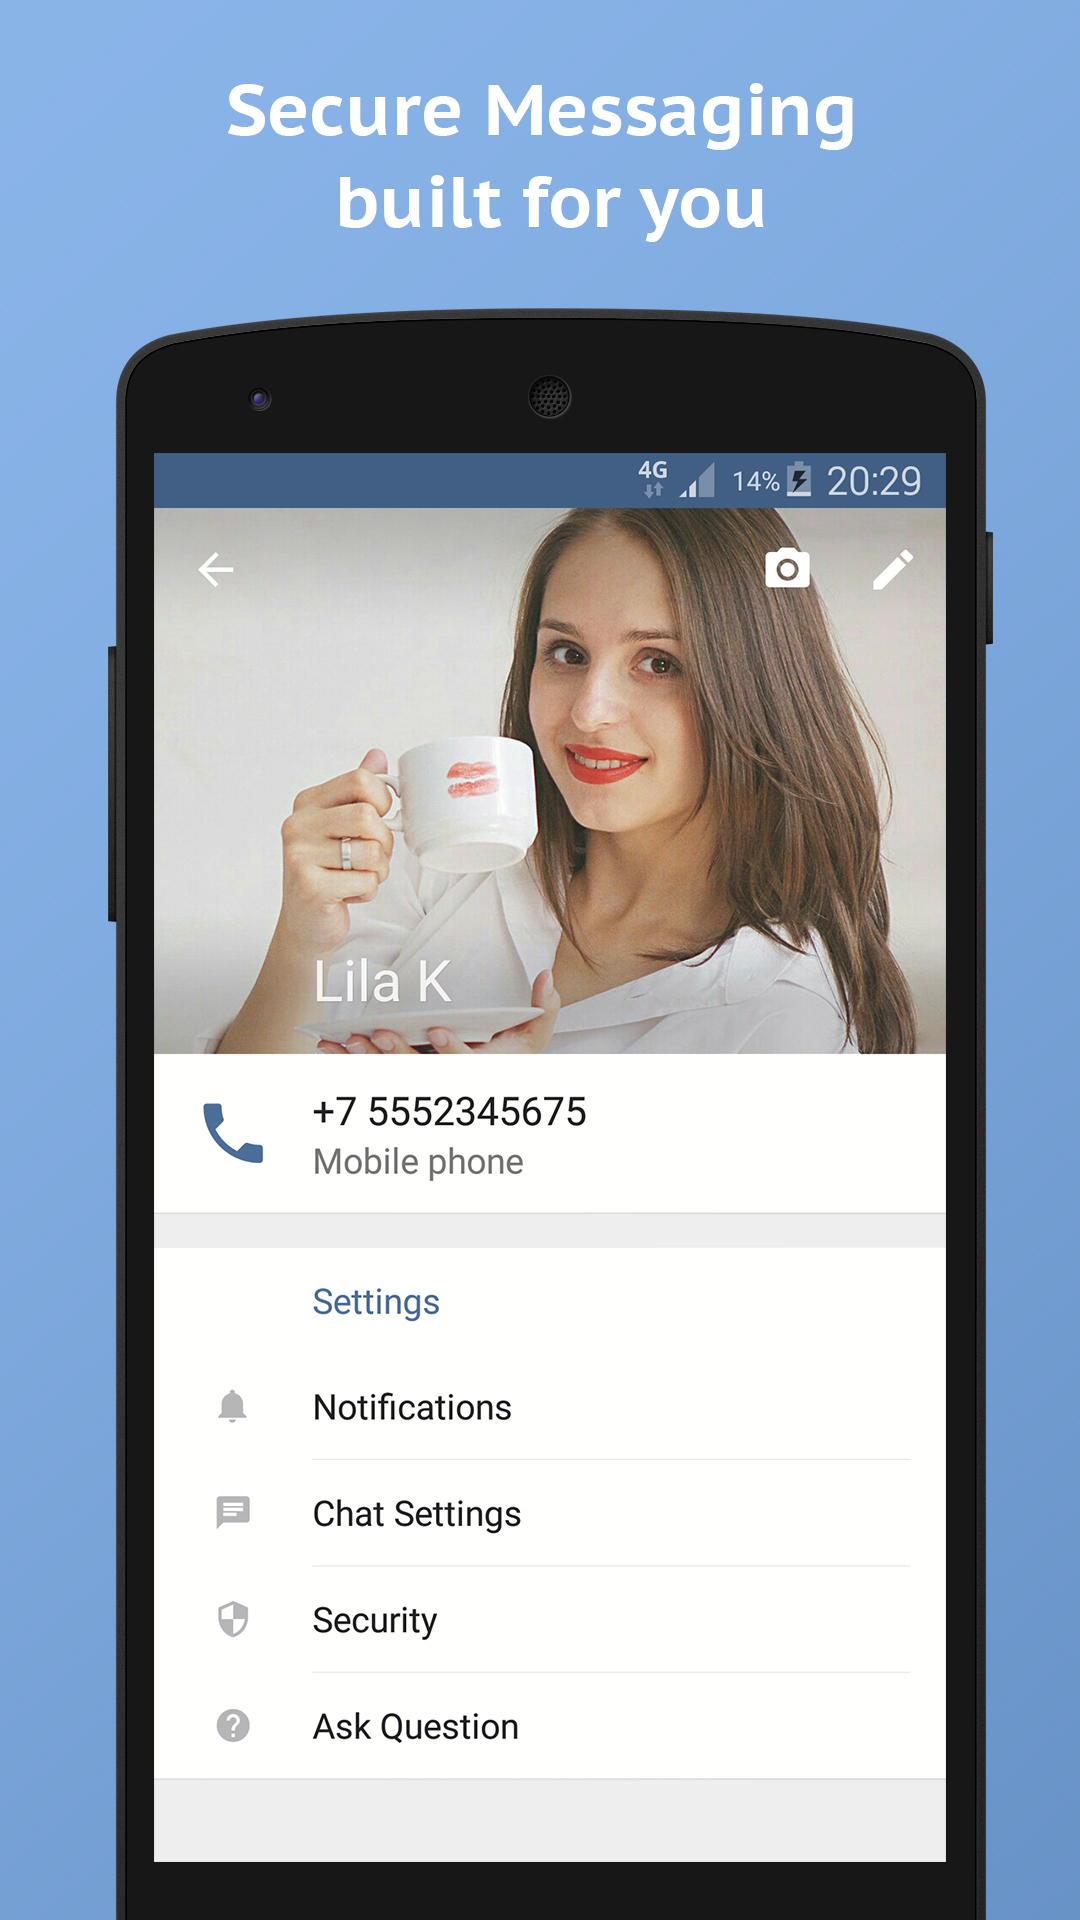 Secure Messaging
built for you
4G 14% 20:29
Lila K
+7 5552345675
Mobile phone
Settings
Notifications
Chat Settings
Security
Ask Question